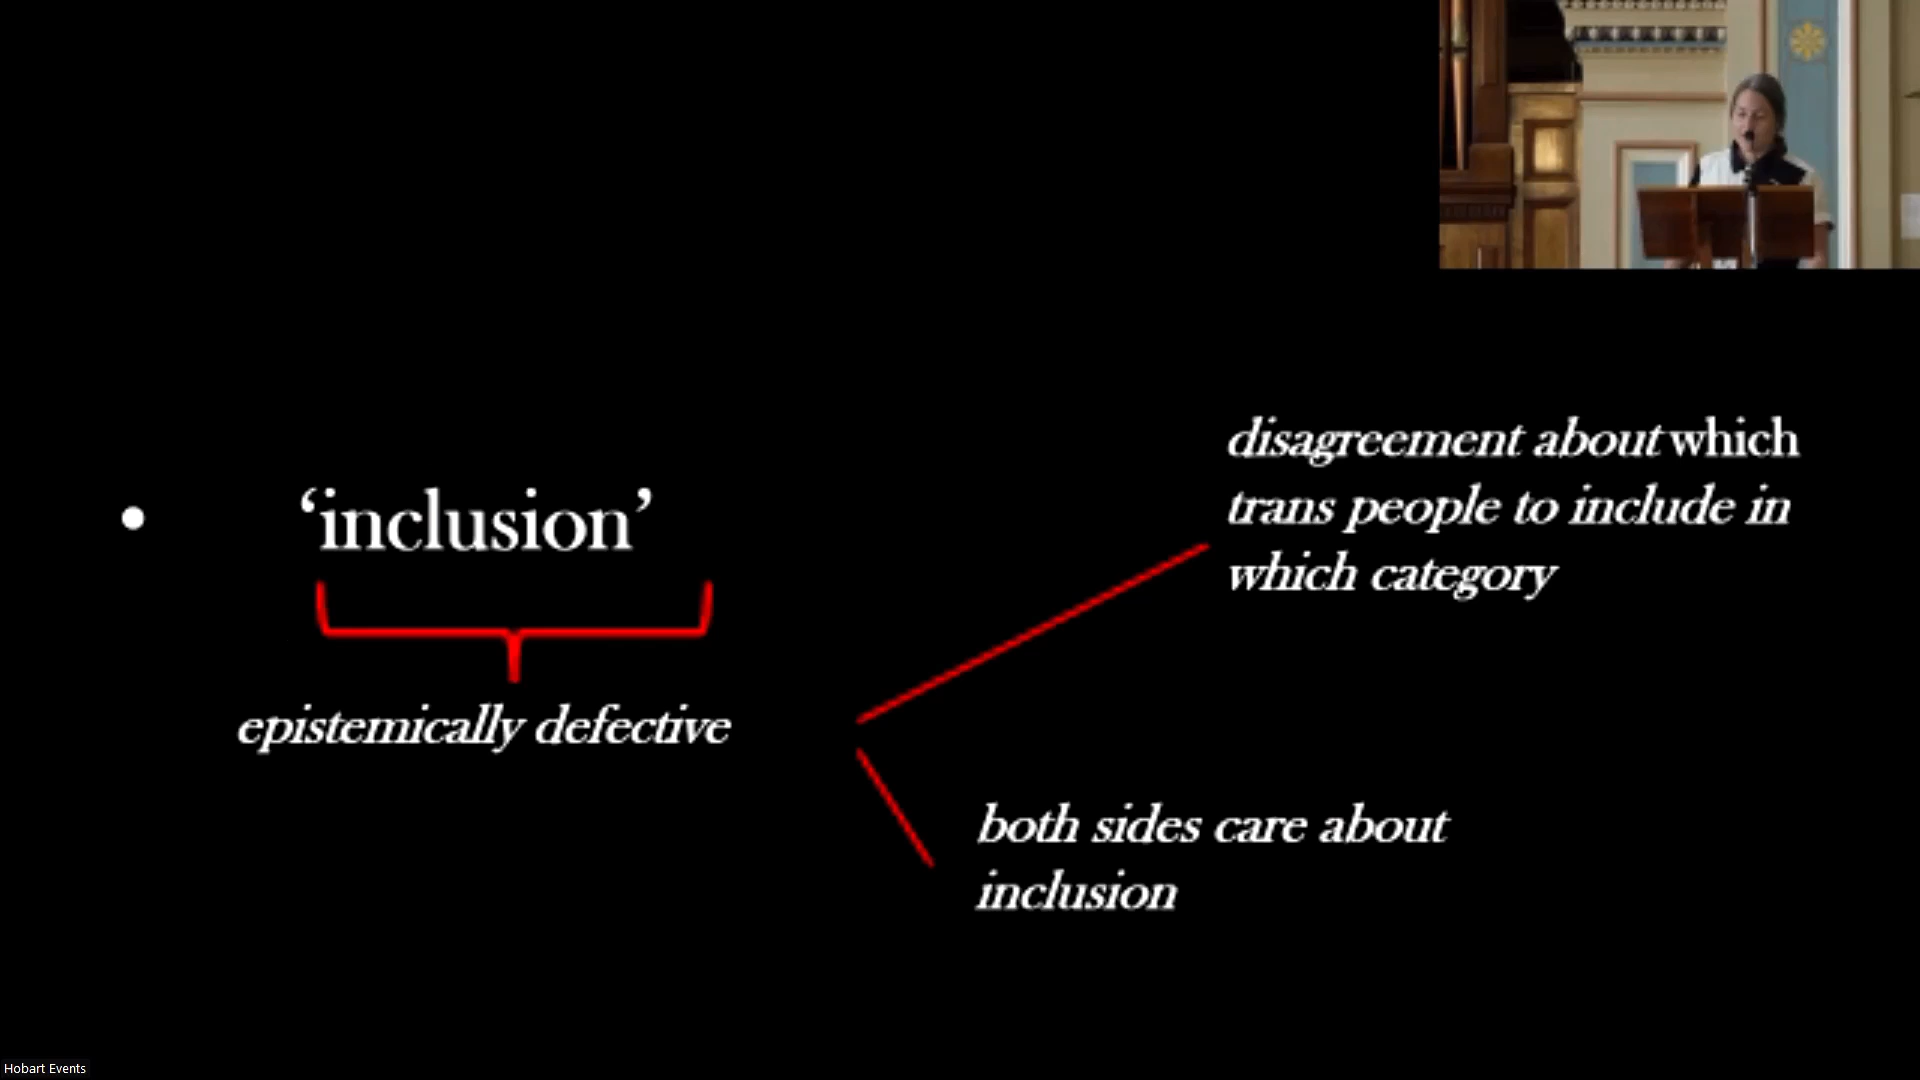 • ‘inclusion’
epistemically defective
disagreement about which
trans people to include in
which category
both sides care about
inclusion
Hobart Events